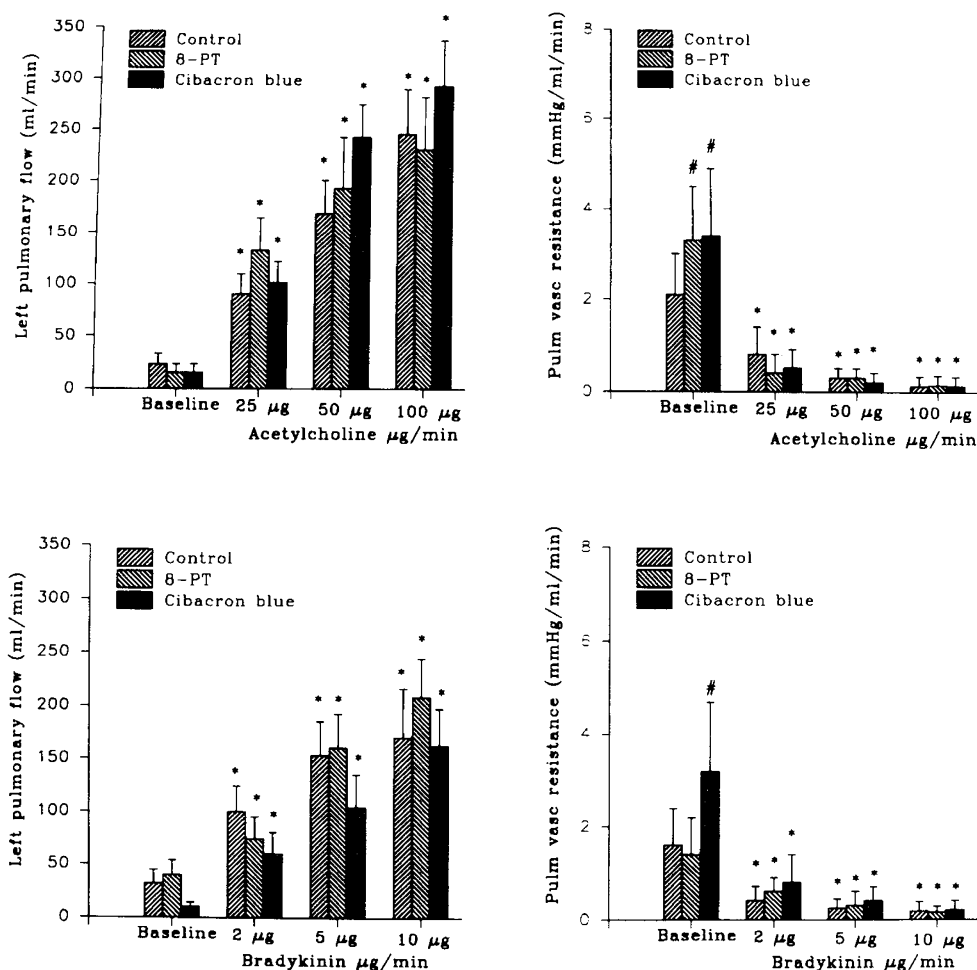 Left pulmonary flow (ml/min)
350
300
250
200
150
100
50
0
Control
8-PT
Cibacron blue
*
*
*
*
*
*
*
*
*
Baseline 25 μg 50 μg 100 μg
Acetylcholine μg/min
Pulm vasc resistance (mmHg/ml/min)
8
6
4
2
0
Control
8-PT
Cibacron blue
# #
* * *
* * *
* * *
Baseline 25 μg 50 μg 100 μg
Acetylcholine μg/min
Left pulmonary flow (ml/min)
350
300
250
200
150
100
50
0
Control
8-PT
Cibacron blue
* * *
* * *
* * *
Baseline 2 μg 5 μg 10 μg
Bradykinin μg/min
Pulm vasc resistance (mmHg/ml/min)
8
6
4
2
0
Control
8-PT
Cibacron blue
#
* * *
* * *
* * *
Baseline 2 μg 5 μg 10 μg
Bradykinin μg/min